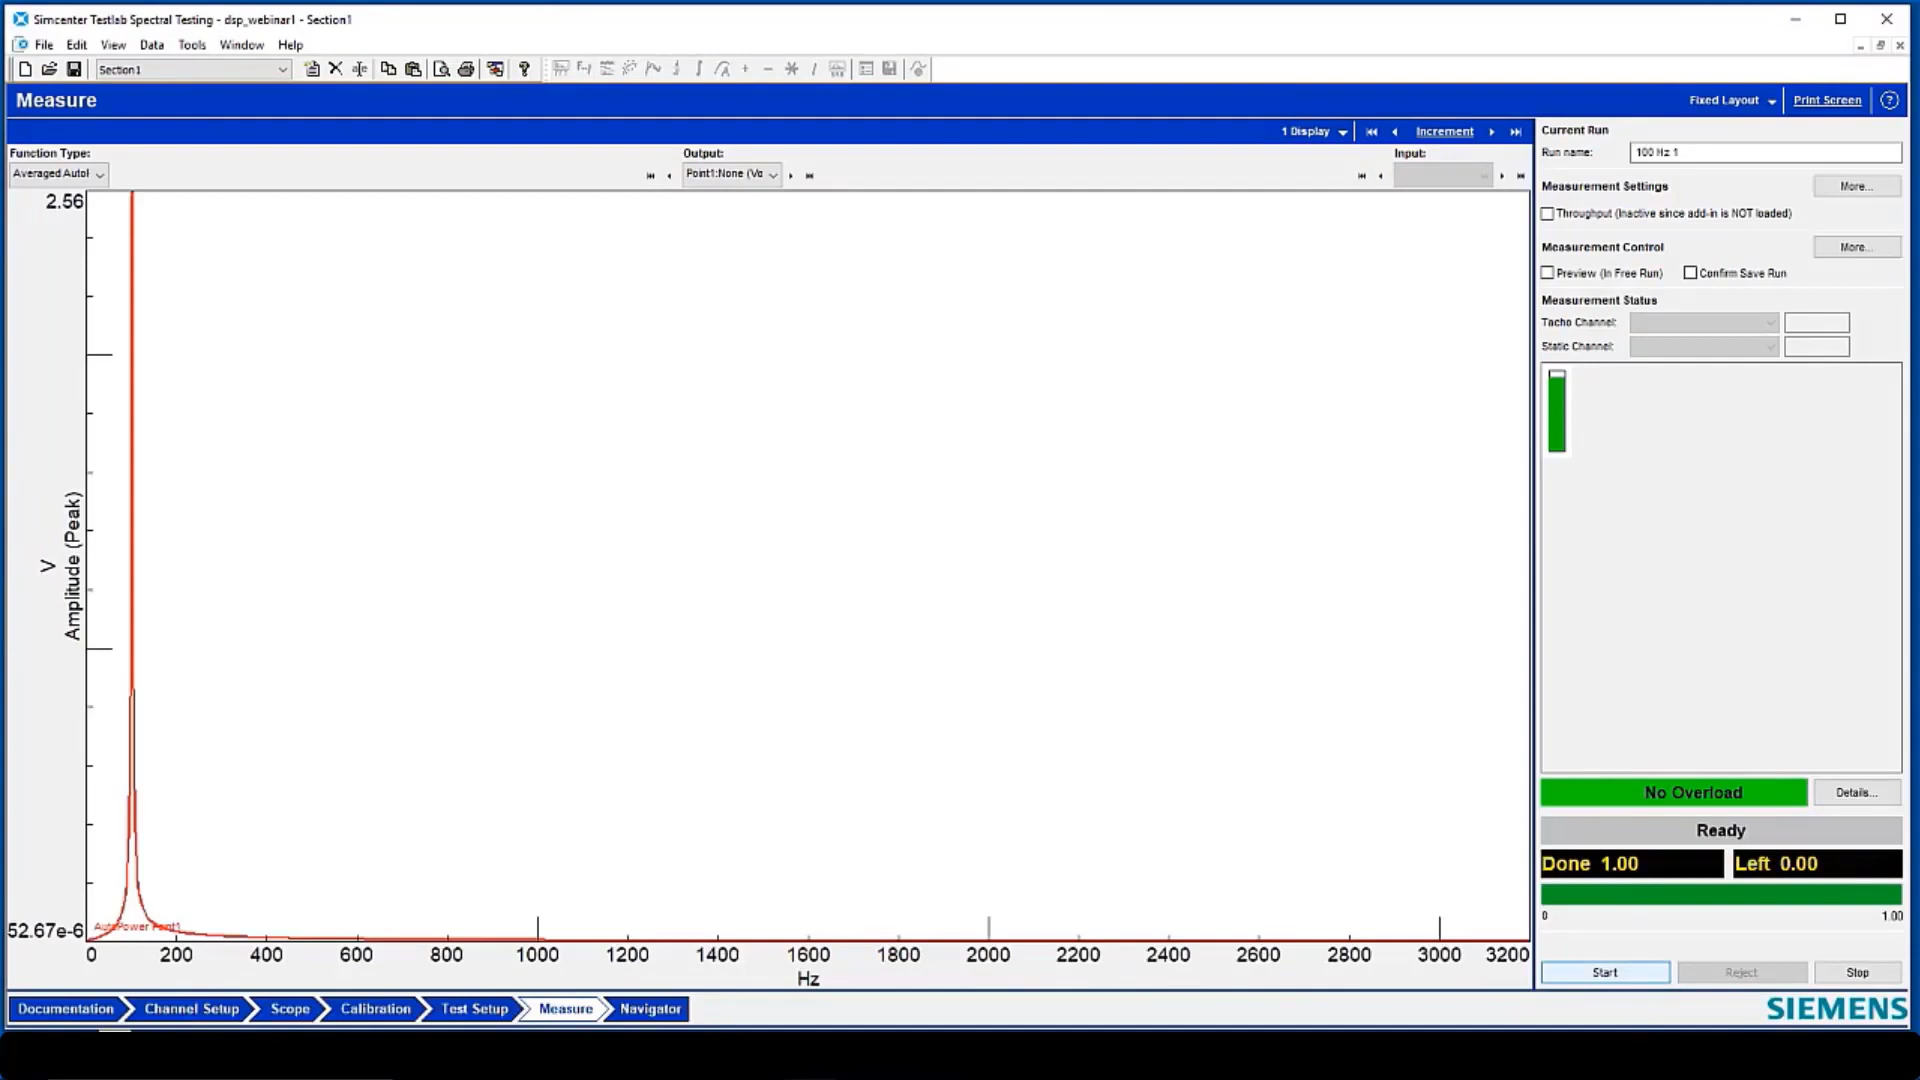 Simcenter Testlab Spectral Testing - dsp_webinar1 - Section1
File Edit View Data Tools Window Help
Section1
Measure
Fixed Layout Print Screen
1 Display Increment
Function Type:
Averaged AutoP
Output:
Point1:None (Vo
Input:
2.56
V
Amplitude (Peak)
52.67e-6
AutoPower Point1
0 200 400 600 800 1000 1200 1400 1600 1800 2000 2200 2400 2600 2800 3000 3200
Hz
Current Run
Run name: 100 Hz 1
Measurement Settings More...
Throughput (Inactive since add-in is NOT loaded)
Measurement Control More...
Preview (In Free Run) Confirm Save Run
Measurement Status
Tacho Channel:
Static Channel:
No Overload Details...
Ready
Done 1.00 Left 0.00
0 1.00
Start Reject Stop
Documentation Channel Setup Scope Calibration Test Setup Measure Navigator
SIEMENS